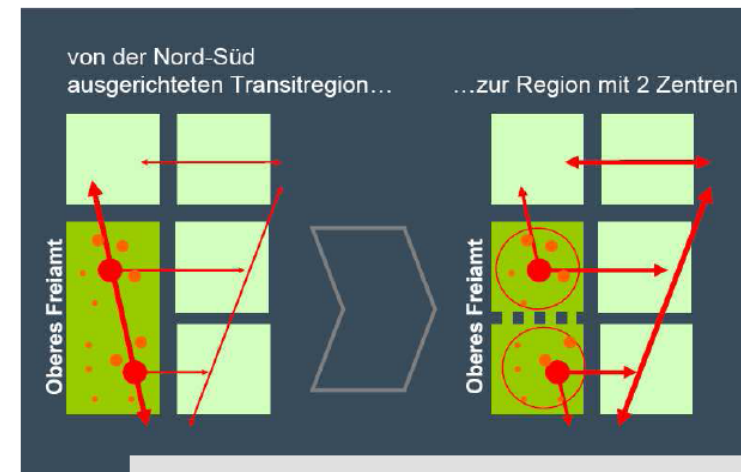 von der Nord-Süd
ausgerichteten Transitregion…
…zur Region mit 2 Zentren
Oberes Freiamt
Oberes Freiamt